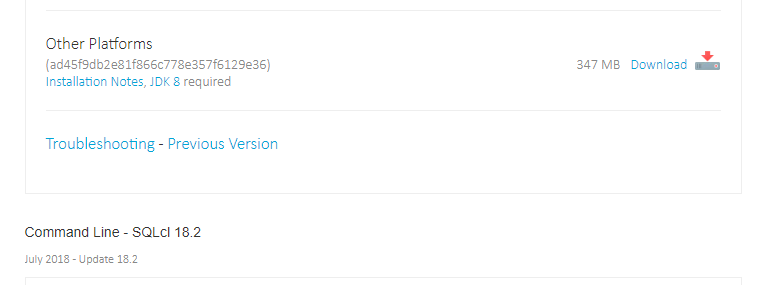 Other Platforms
(ad45f9db2e81f866c778e357f6129e36)
347 MB Download
Installation Notes, JDK 8 required
Troubleshooting - Previous Version
Command Line - SQLcl 18.2
July 2018 - Update 18.2